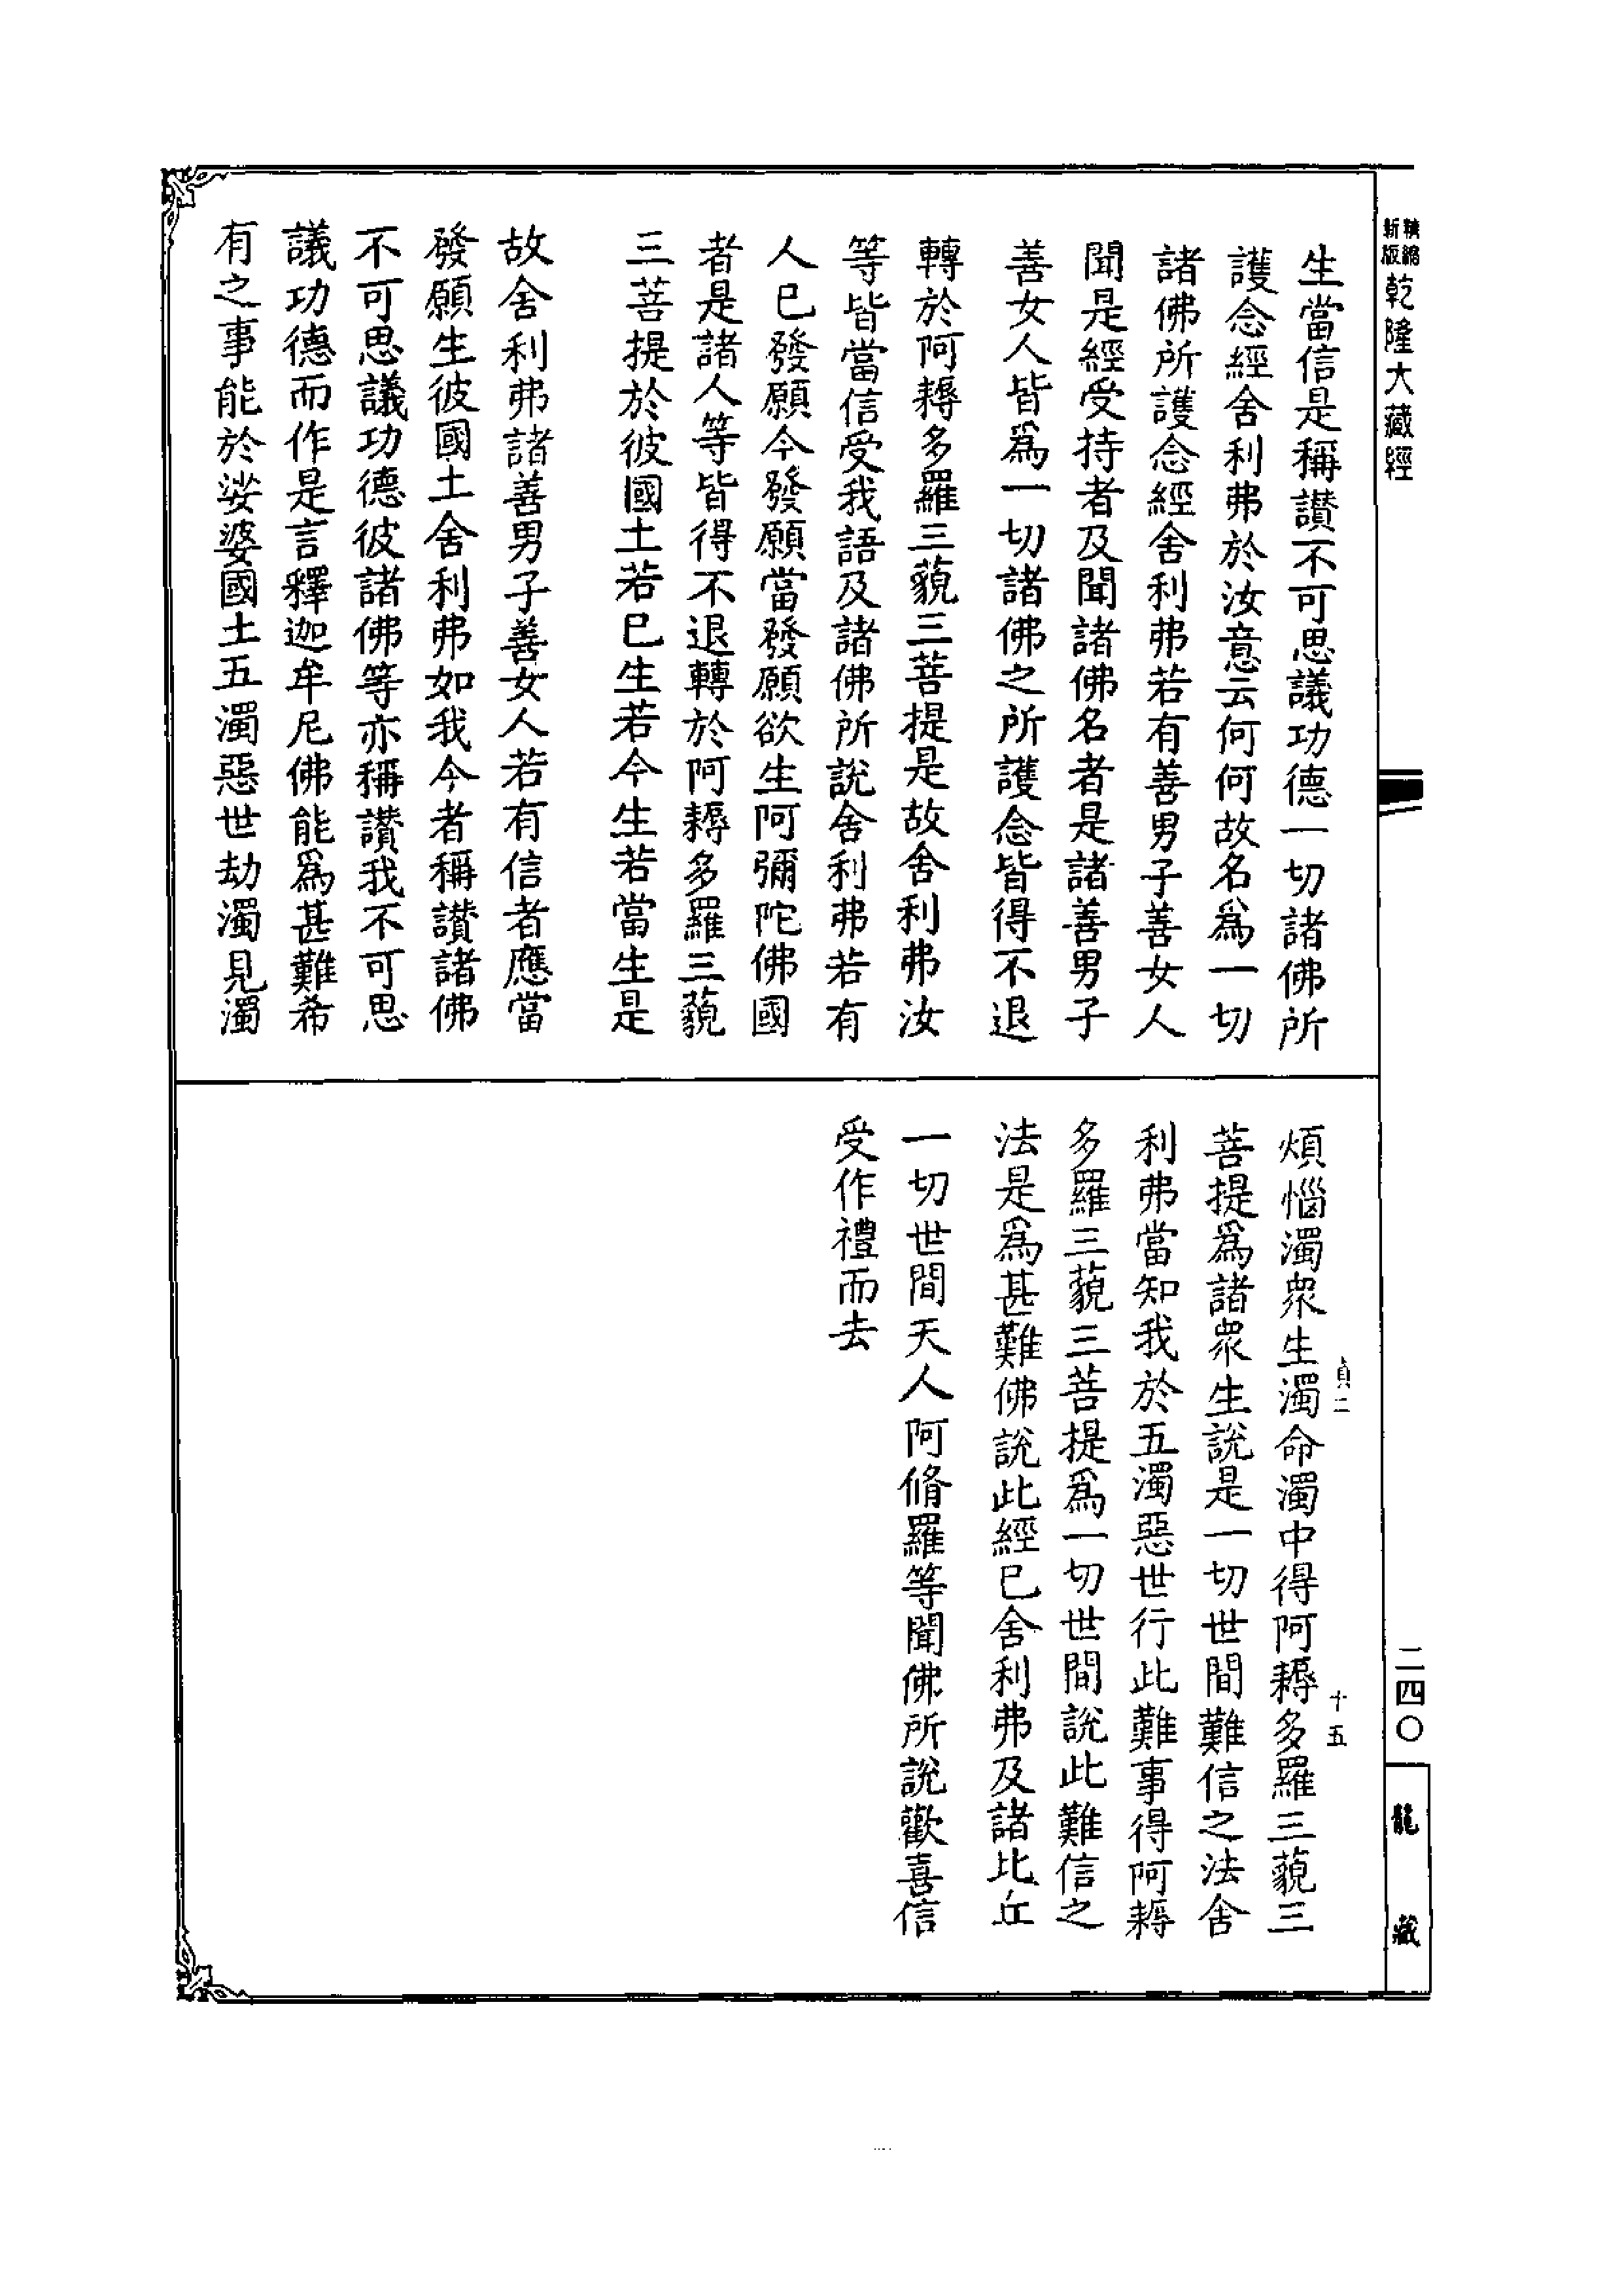 精縮新版
乾隆大藏經
生當信是稱讃不可思議功德一切諸佛所
護念經舍利弗於汝意云何何故名爲一切
諸佛所護念經舍利弗若有善男子善女人
聞是經受持者及聞諸佛名者是諸善男子
善女人皆爲一切諸佛之所護念皆得不退
轉於阿耨多羅三藐三菩提是故舍利弗汝
等皆當信受我語及諸佛所說舍利弗若有
人已發願今發願當發願欲生阿彌陀佛國
者是諸人等皆得不退轉於阿耨多羅三藐
三菩提於彼國土若已生若今生若當生是
故舍利弗諸善男子善女人若有信者應當
發願生彼國土舍利弗如我今者稱讃諸佛
不可思議功德彼諸佛等亦稱讃我不可思
議功德而作是言釋迦牟尼佛能爲甚難希
有之事能於娑婆國土五濁惡世劫濁見濁
貞二
十五
煩惱濁衆生濁命濁中得阿耨多羅三藐三
菩提爲諸衆生說是一切世間難信之法舍
利弗當知我於五濁惡世行此難事得阿耨
多羅三藐三菩提爲一切世間說此難信之
法是爲甚難佛說此經已舍利弗及諸比丘
一切世間天人阿脩羅等聞佛所說歡喜信
受作禮而去
二四〇
龍藏